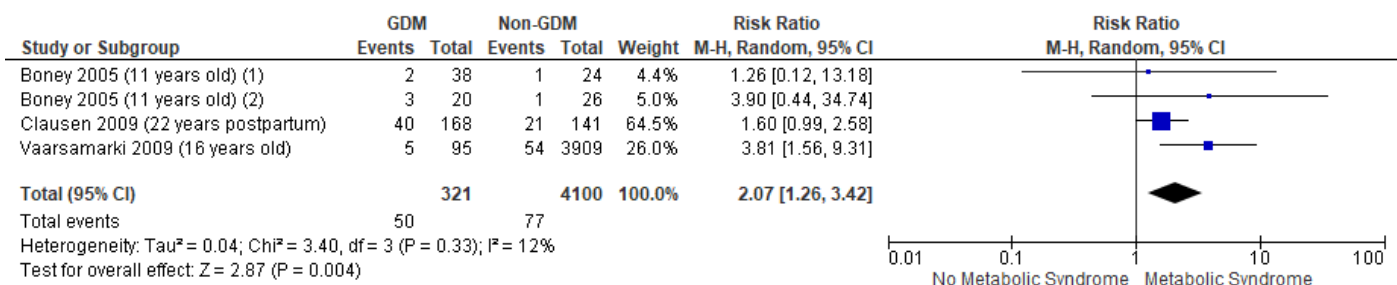 GDM Non-GDM Risk Ratio Risk Ratio
Study or Subgroup Events Total Events Total Weight M-H, Random, 95% CI M-H, Random, 95% CI
Boney 2005 (11 years old) (1) 2 38 1 24 4.4% 1.26 [0.12, 13.18]
Boney 2005 (11 years old) (2) 3 20 1 26 5.0% 3.90 [0.44, 34.74]
Clausen 2009 (22 years postpartum) 40 168 21 141 64.5% 1.60 [0.99, 2.58]
Vaarsamarki 2009 (16 years old) 5 95 54 3909 26.0% 3.81 [1.56, 9.31]
Total (95% CI) 321 4100 100.0% 2.07 [1.26, 3.42]
Total events 50 77
Heterogeneity: Tau² = 0.04; Chi² = 3.40, df = 3 (P = 0.33); I² = 12%
Test for overall effect: Z = 2.87 (P = 0.004)
0.01 0.1 1 10 100
No Metabolic Syndrome Metabolic Syndrome